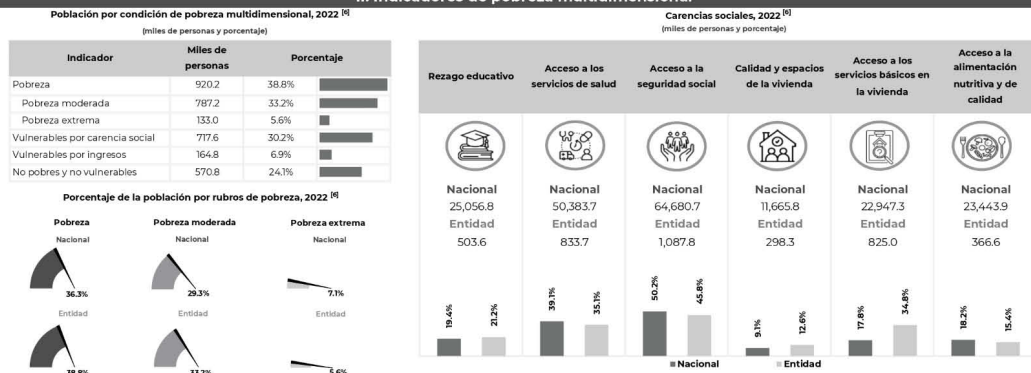 Población por condición de pobreza multidimensional, 2022 [6]
(miles de personas y porcentaje)
Indicador Miles de personas Porcentaje
Pobreza 920.2 38.8%
Pobreza moderada 787.2 33.2%
Pobreza extrema 133.0 5.6%
Vulnerables por carencia social 717.6 30.2%
Vulnerables por ingresos 164.8 6.9%
No pobres y no vulnerables 570.8 24.1%
Porcentaje de la población por rubros de pobreza, 2022 [6]
Pobreza Pobreza moderada Pobreza extrema
Nacional Nacional Nacional
36.3% 29.3% 7.1%
Entidad Entidad Entidad
38.8% 33.2% 5.6%
Carencias sociales, 2022 [6]
(miles de personas y porcentaje)
Rezago educativo
Acceso a los servicios de salud
Acceso a la seguridad social
Calidad y espacios de la vivienda
Acceso a los servicios básicos en la vivienda
Acceso a la alimentación nutritiva y de calidad
Nacional Nacional Nacional Nacional Nacional Nacional
25,056.8 50,383.7 64,680.7 11,665.8 22,947.3 23,443.9
Entidad Entidad Entidad Entidad Entidad Entidad
503.6 833.7 1,087.8 298.3 825.0 366.6
19.4% 21.2% 39.1% 35.1% 50.2% 45.8% 9.1% 12.6% 17.8% 34.8% 18.2% 15.4%
Nacional Entidad